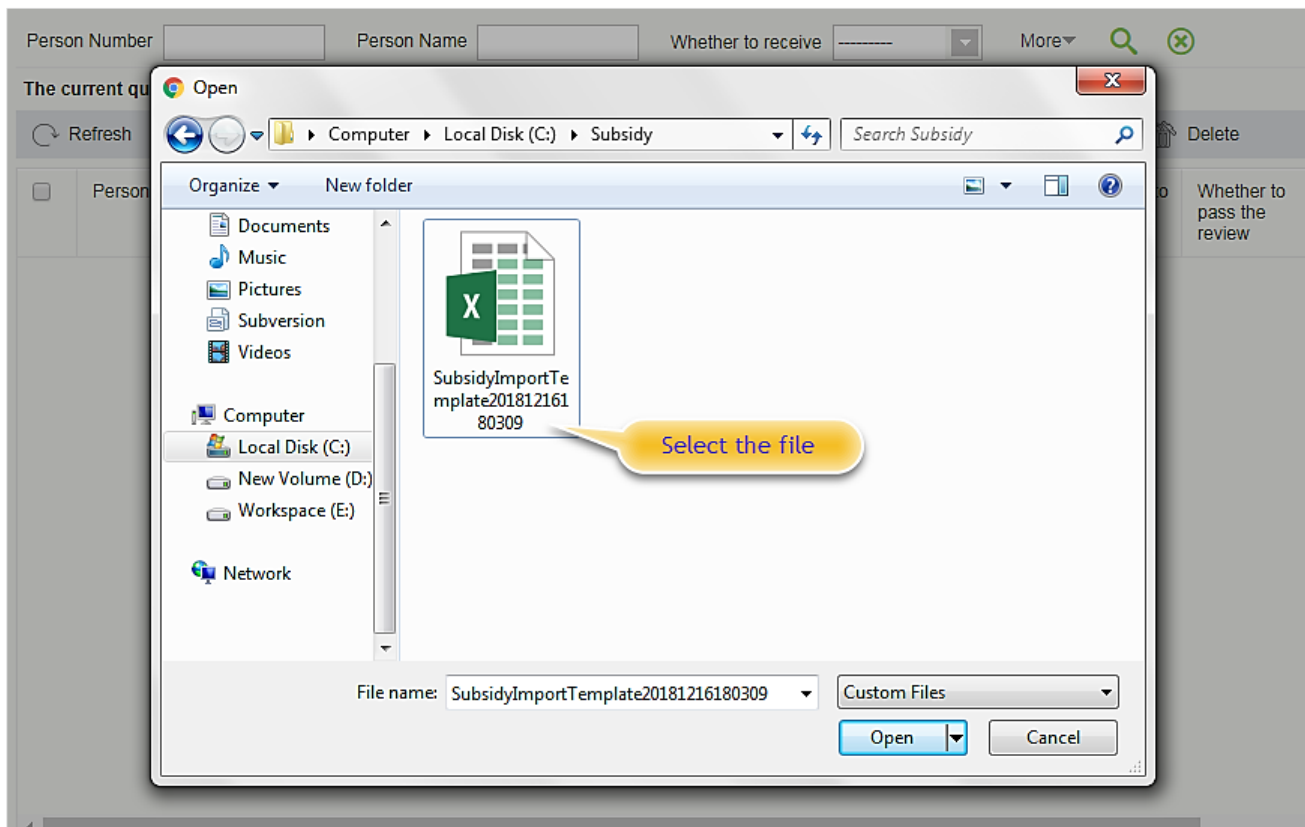 Person Number
Person Name
Whether to receive
---------
More
The current qu
Open
Computer
Local Disk (C:)
Subsidy
Search Subsidy
Refresh
Delete
Organize
New folder
Person
to
Whether to
pass the
review
Documents
Music
Pictures
Subversion
Videos
Computer
Local Disk (C:)
New Volume (D:)
Workspace (E:)
Network
X
SubsidyImportTe
mplate201812161
80309
Select the file
File name:
SubsidyImportTemplate20181216180309
Custom Files
Open
Cancel